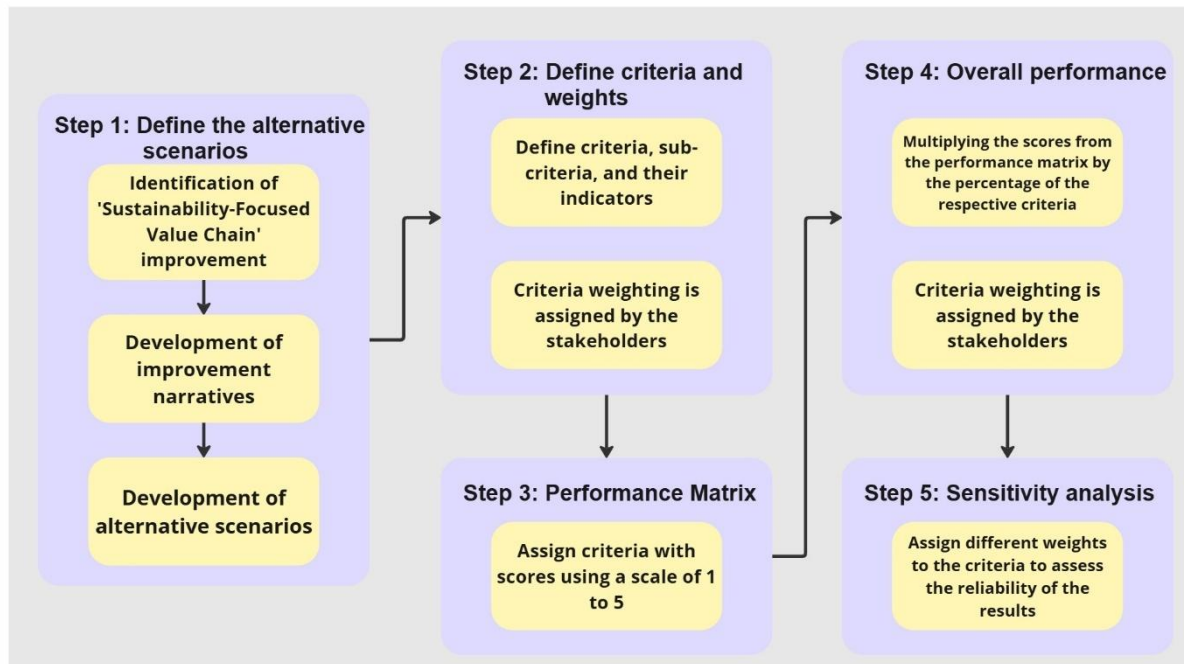 Step 1: Define the alternative
scenarios
Identification of
'Sustainability-Focused
Value Chain'
improvement
Development of
improvement
narratives
Development of
alternative scenarios
Step 2: Define criteria and
weights
Define criteria, sub-
criteria, and their
indicators
Criteria weighting is
assigned by the
stakeholders
Step 3: Performance Matrix
Assign criteria with
scores using a scale of 1
to 5
Step 4: Overall performance
Multiplying the scores from
the performance matrix by
the percentage of the
respective criteria
Criteria weighting is
assigned by the
stakeholders
Step 5: Sensitivity analysis
Assign different weights
to the criteria to assess
the reliability of the
results